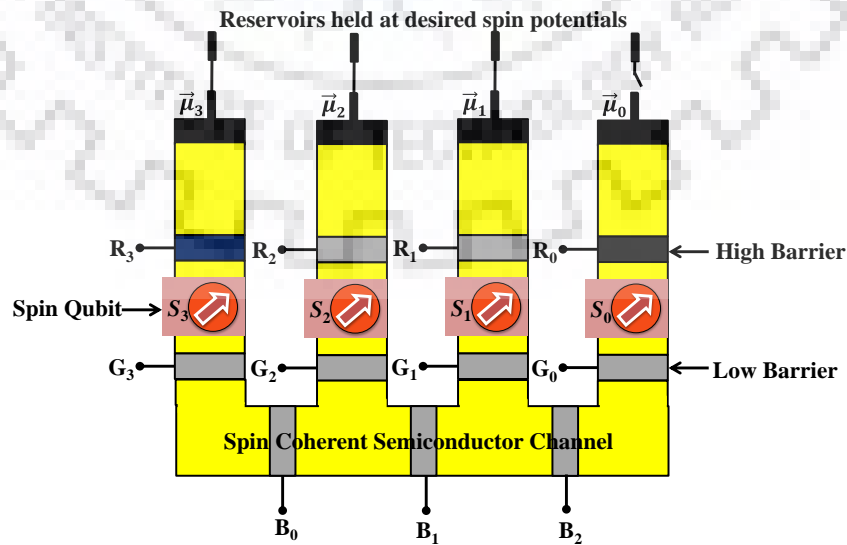 Reservoirs held at desired spin potentials
μ⃗₃ μ⃗₂ μ⃗₁ μ⃗₀
R₃ R₂ R₁ R₀ High Barrier
Spin Qubit S₃ S₂ S₁ S₀
G₃ G₂ G₁ G₀ Low Barrier
Spin Coherent Semiconductor Channel
B₀ B₁ B₂